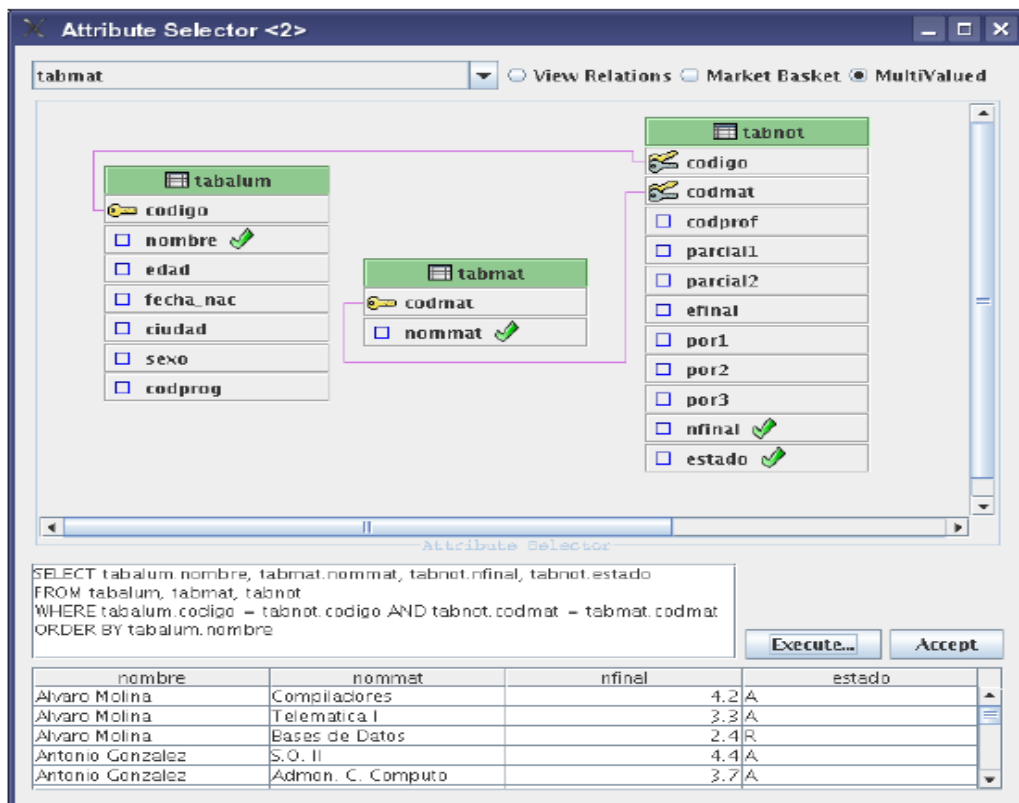 Attribute Selector <2>
tabmat View Relations Market Basket MultiValued
tabnot
codigo
codmat
codprof
parcial1
parcial2
efinal
por1
por2
por3
nfinal
estado
tabalum
codigo
nombre
edad
fecha_nac
ciudad
sexo
codprog
tabmat
codmat
nommat
Attribute Selector
SELECT tabalum.nombre, tabmat.nommat, tabnot.nfinal, tabnot.estado
FROM tabalum, tabmat, tabnot
WHERE tabalum.codigo = tabnot.codigo AND tabnot.codmat = tabmat.codmat
ORDER BY tabalum.nombre
Execute... Accept
nombre nommat nfinal estado
Alvaro Molina Compiladores 4.2 A
Alvaro Molina Telematica I 3.3 A
Alvaro Molina Bases de Datos 2.4 R
Antonio Gonzalez S.O. II 4.4 A
Antonio Gonzalez Admon. C. Computo 3.7 A